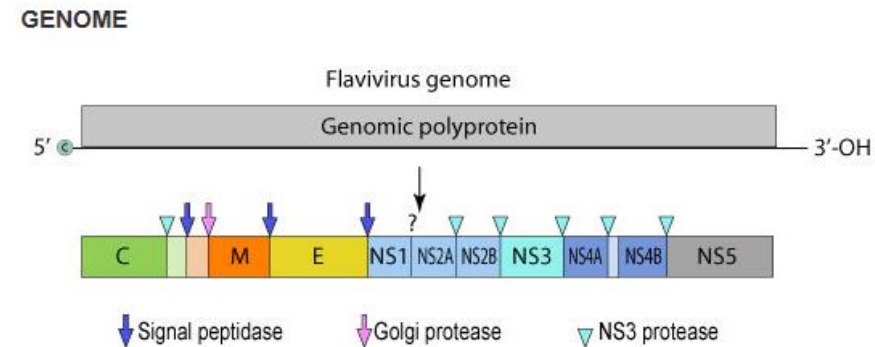 GENOME
Flavivirus genome
Genomic polyprotein
5′ c 3′-OH
?
C M E NS1 NS2A NS2B NS3 NS4A NS4B NS5
Signal peptidase Golgi protease NS3 protease